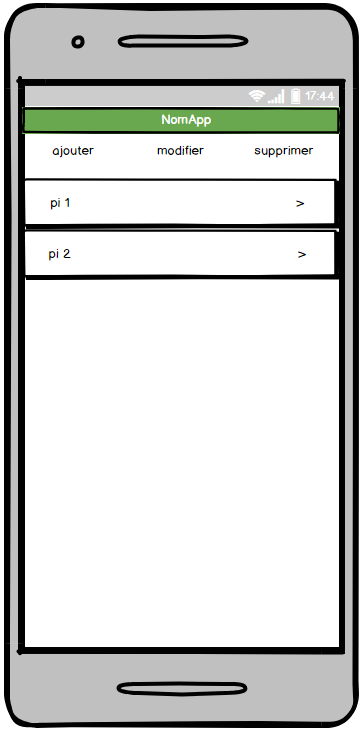 17:44
NomApp
ajouter modifier supprimer
pi 1 >
pi 2 >